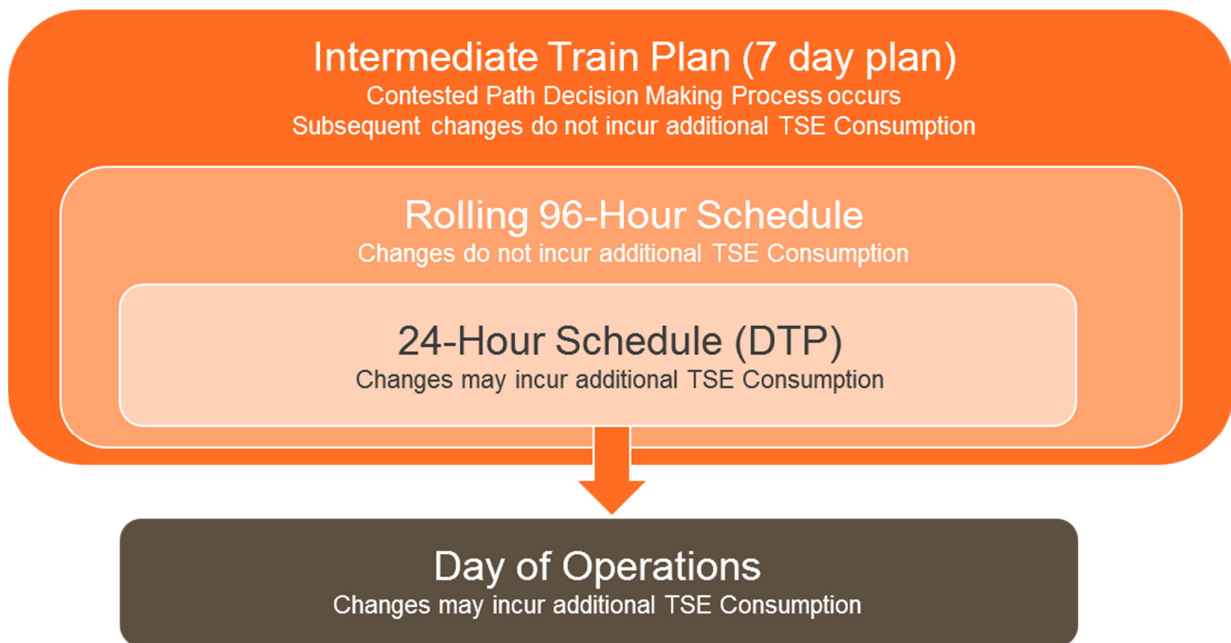 Intermediate Train Plan (7 day plan)
Contested Path Decision Making Process occurs
Subsequent changes do not incur additional TSE Consumption
Rolling 96-Hour Schedule
Changes do not incur additional TSE Consumption
24-Hour Schedule (DTP)
Changes may incur additional TSE Consumption
Day of Operations
Changes may incur additional TSE Consumption